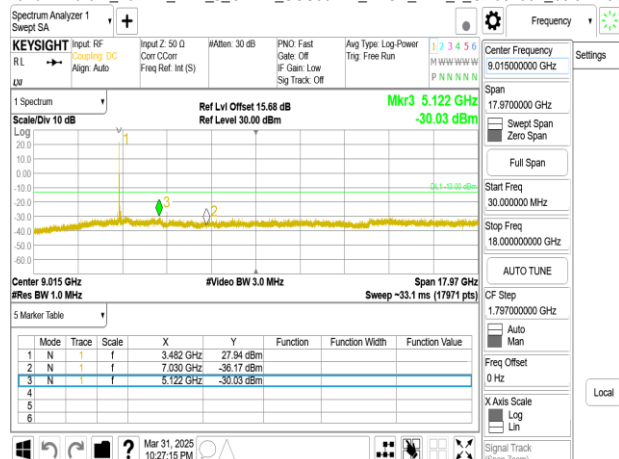 Spectrum Analyzer 1
Swept SA
Frequency
KEYSIGHT
Input: RF
Coupling: DC
Align: Auto
Input Z: 50 Ω
Corr CCorr
Freq Ref: Int (S)
#Atten: 30 dB
PNO: Fast
Gate: Off
IF Gain: Low
Sig Track: Off
Avg Type: Log-Power
Trig: Free Run
1 2 3 4 5 6
M W W W W W
P N N N N N
RL
LXI
Center Frequency
9.015000000 GHz
Settings
1 Spectrum
Scale/Div 10 dB
Ref Lvl Offset 15.68 dB
Ref Level 30.00 dBm
Mkr3 5.122 GHz
-30.03 dBm
Span
17.9700000 GHz
Swept Span
Zero Span
Full Span
Log
20.0
10.0
0.00
-10.0
-20.0
-30.0
-40.0
-50.0
-60.0
1
2
3
DL1 -13.00 dBm
Start Freq
30.000000 MHz
Stop Freq
18.000000000 GHz
AUTO TUNE
Center 9.015 GHz
#Res BW 1.0 MHz
#Video BW 3.0 MHz
Span 17.97 GHz
Sweep ~33.1 ms (17971 pts)
CF Step
1.797000000 GHz
Auto
Man
5 Marker Table
Mode Trace Scale X Y Function Function Width Function Value
1 N 1 f 3.482 GHz 27.94 dBm
2 N 1 f 7.030 GHz -36.17 dBm
3 N 1 f 5.122 GHz -30.03 dBm
4
5
6
Freq Offset
0 Hz
X Axis Scale
Log
Lin
Local
Signal Track
(Span Zoom)
?
Mar 31, 2025
10:27:15 PM